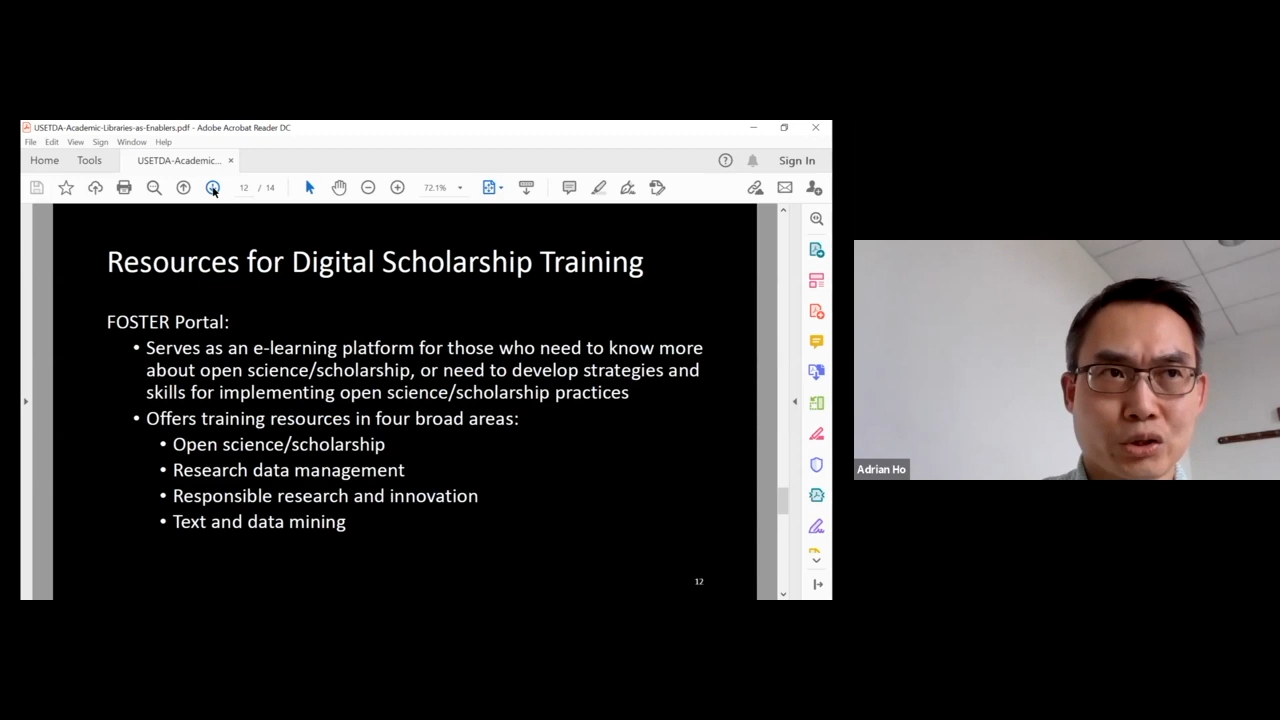 USETDA-Academic-Libraries-as-Enablers.pdf - Adobe Acrobat Reader DC
File Edit View Sign Window Help
Home Tools USETDA-Academic... × Sign In
12 / 14 72.1%
Resources for Digital Scholarship Training
FOSTER Portal:
• Serves as an e-learning platform for those who need to know more
about open science/scholarship, or need to develop strategies and
skills for implementing open science/scholarship practices
• Offers training resources in four broad areas:
• Open science/scholarship
• Research data management
• Responsible research and innovation
• Text and data mining
12
Adrian Ho